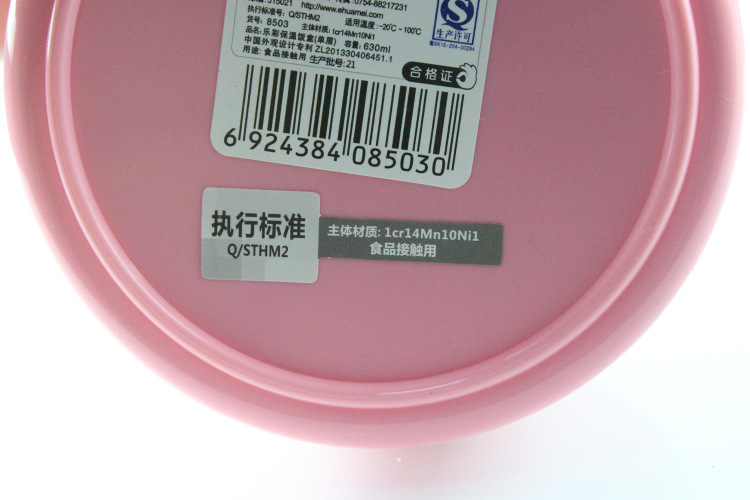 515021
0754-88217231
http://www.ehuamei.com
执行标准: Q/STHM2 适用温度: -20℃ - 100℃
货号: 8503 主体材质: 1cr14Mn10Ni1
品名: 乐彩保温饭盒(单层) 容量: 630ml
中国外观设计专利 ZL201330406451.1
用途: 食品接触用 生产批号: 21
生产许可
合格证
6 924384 085030
执行标准
Q/STHM2
主体材质: 1cr14Mn10Ni1
食品接触用